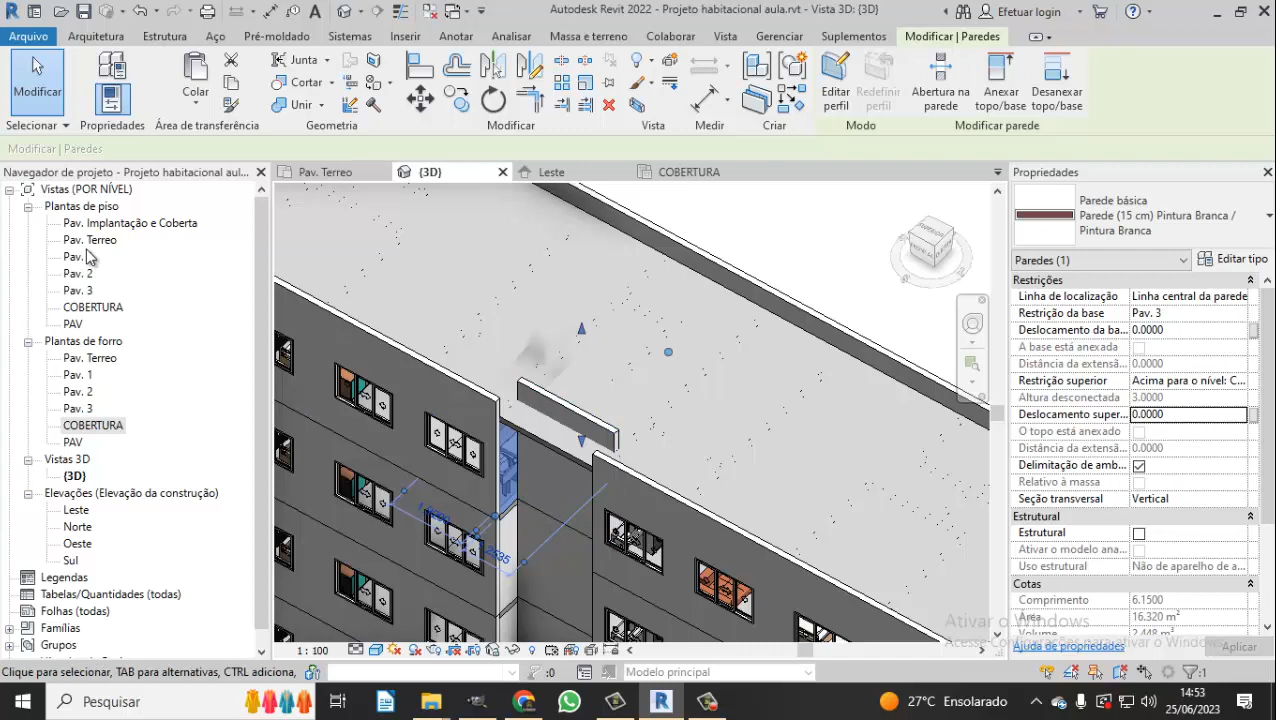 Autodesk Revit 2022 - Projeto habitacional aula.rvt - Vista 3D: {3D}
Efetuar login
Arquivo Arquitetura Estrutura Aço Pré-moldado Sistemas Inserir Anotar Analisar Massa e terreno Colaborar Vista Gerenciar Suplementos Modificar | Paredes
Modificar
Colar
Junta
Cortar
Unir
Editar perfil
Redefinir perfil
Abertura na parede
Anexar topo/base
Desanexar topo/base
Selecionar Propriedades Área de transferência Geometria Modificar Vista Medir Criar Modo Modificar parede
Modificar | Paredes
Navegador de projeto - Projeto habitacional aul...
Vistas (POR NÍVEL)
Plantas de piso
Pav. Implantação e Coberta
Pav. Terreo
Pav.
Pav. 2
Pav. 3
COBERTURA
PAV
Plantas de forro
Pav. Terreo
Pav. 1
Pav. 2
Pav. 3
COBERTURA
PAV
Vistas 3D
{3D}
Elevações (Elevação da construção)
Leste
Norte
Oeste
Sul
Legendas
Tabelas/Quantidades (todas)
Folhas (todas)
Famílias
Grupos
Pav. Terreo {3D} Leste COBERTURA
1 : 100
Propriedades
Parede básica
Parede (15 cm) Pintura Branca /
Pintura Branca
Paredes (1) Editar tipo
Restrições
Linha de localização Linha central da parede
Restrição da base Pav. 3
Deslocamento da ba... 0.0000
A base está anexada
Distância da extensã... 0.0000
Restrição superior Acima para o nível: C...
Altura desconectada 3.0000
Deslocamento super... 0.0000
O topo está anexado
Distância da extensã... 0.0000
Delimitação de amb...
Relativo à massa
Seção transversal Vertical
Estrutural
Estrutural
Ativar o modelo ana...
Uso estrutural Não de aparelho de a...
Cotas
Comprimento 6.1500
Área 16.320 m²
Volume 2.448 m³
Ajuda de propriedades Aplicar
Ativar o Windows
Acesse Configurações para ativar o Windows.
Clique para selecionar, TAB para alternativas, CTRL adiciona,
:0
Modelo principal
:1
Pesquisar
27°C Ensolarado
14:53
25/06/2023